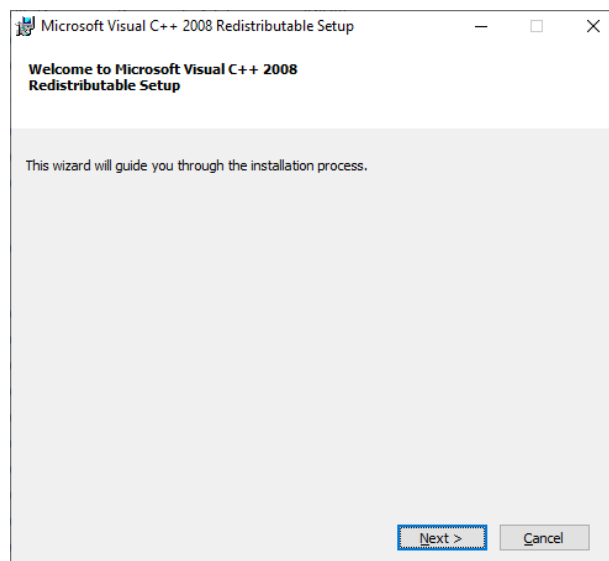 Microsoft Visual C++ 2008 Redistributable Setup
Welcome to Microsoft Visual C++ 2008
Redistributable Setup
This wizard will guide you through the installation process.
Next >
Cancel